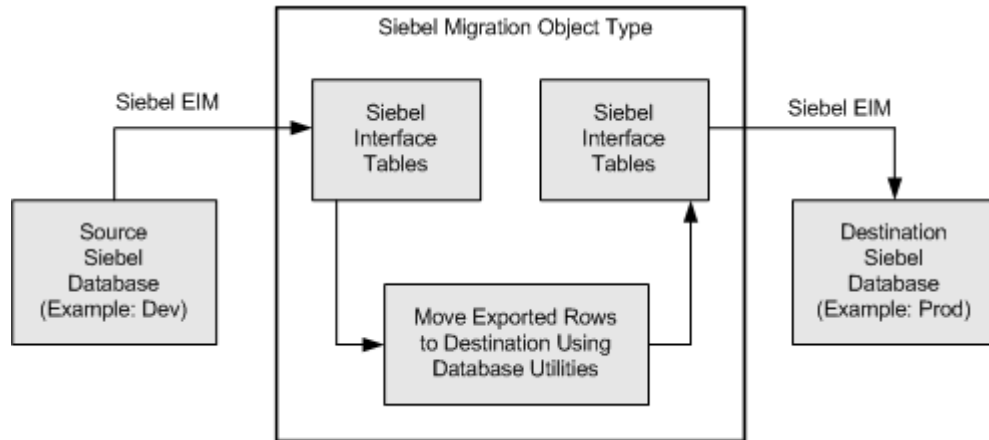 Siebel Migration Object Type
Siebel EIM
Siebel
Interface
Tables
Siebel
Interface
Tables
Siebel EIM
Source
Siebel
Database
(Example: Dev)
Move Exported Rows
to Destination Using
Database Utilities
Destination
Siebel
Database
(Example: Prod)